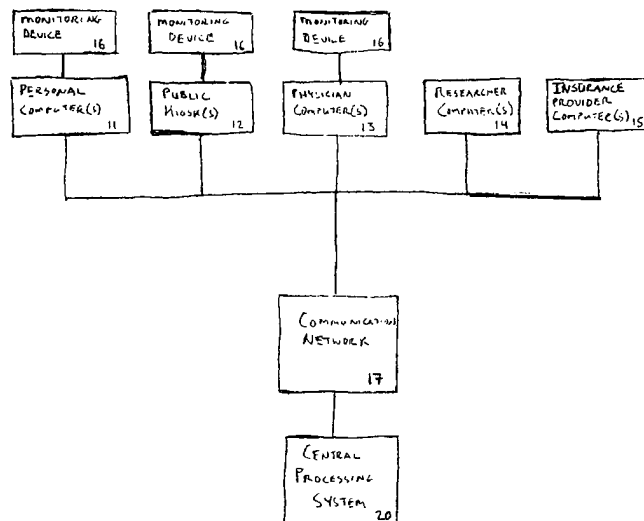 MONITORING
DEVICE
16
MONITORING
DEVICE
16
MONITORING
DEVICE
16
PERSONAL
COMPUTER(S)
11
PUBLIC
KIOSK(S)
12
PHYSICIAN
COMPUTER(S)
13
RESEARCHER
COMPUTER(S)
14
INSURANCE
PROVIDER
COMPUTER(S)
15
COMMUNICATIONS
NETWORK
17
CENTRAL
PROCESSING
SYSTEM
20